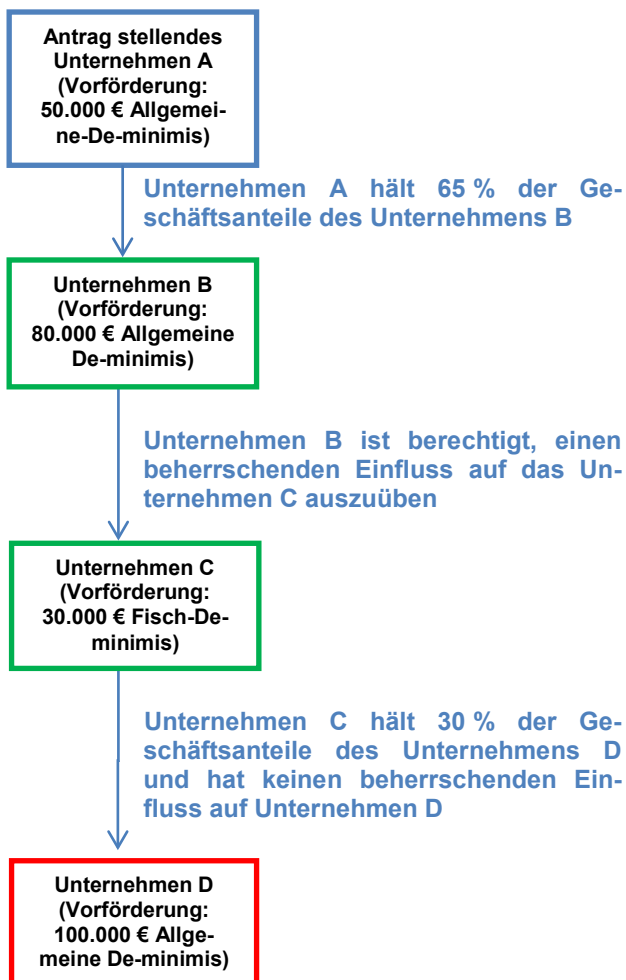 Antrag stellendes
Unternehmen A
(Vorförderung:
50.000 € Allgemei-
ne-De-minimis)
Unternehmen A hält 65 % der Ge-
schäftsanteile des Unternehmens B
Unternehmen B
(Vorförderung:
80.000 € Allgemeine
De-minimis)
Unternehmen B ist berechtigt, einen
beherrschenden Einfluss auf das Un-
ternehmen C auszuüben
Unternehmen C
(Vorförderung:
30.000 € Fisch-De-
minimis)
Unternehmen C hält 30 % der Ge-
schäftsanteile des Unternehmens D
und hat keinen beherrschenden Ein-
fluss auf Unternehmen D
Unternehmen D
(Vorförderung:
100.000 € Allge-
meine De-minimis)